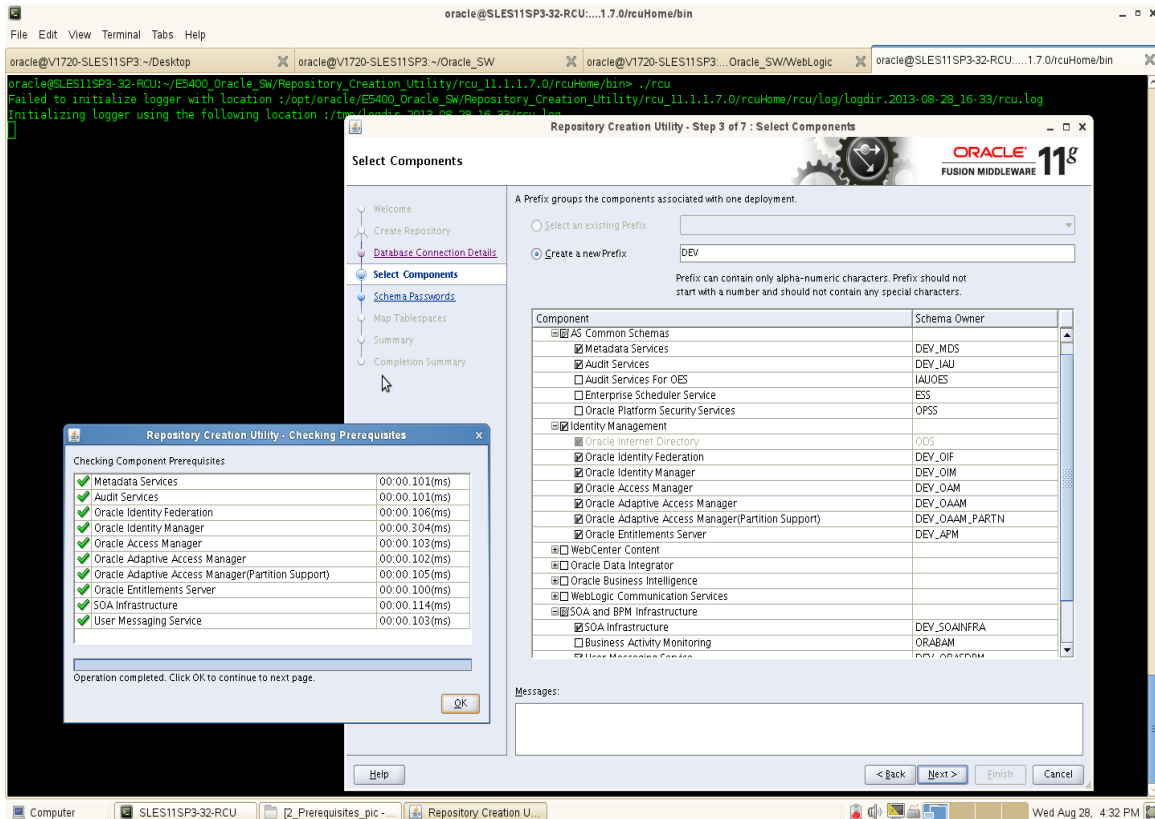 oracle@SLES11SP3-32-RCU:....1.7.0/rcuHome/bin
File Edit View Terminal Tabs Help
oracle@V1720-SLES11SP3:~/Desktop
oracle@V1720-SLES11SP3:~/Oracle_SW
oracle@V1720-SLES11SP3:...Oracle_SW/WebLogic
oracle@SLES11SP3-32-RCU:....1.7.0/rcuHome/bin
oracle@SLES11SP3-32-RCU:~/E5400_Oracle_SW/Repository_Creation_Utility/rcu_11.1.1.7.0/rcuHome/bin> ./rcu
Failed to initialize logger with location :/opt/oracle/E5400_Oracle_SW/Repository_Creation_Utility/rcu_11.1.1.7.0/rcuHome/rcu/log/logdir.2013-08-28_16-33/rcu.log
Initializing logger using the following location :/tmp/logdir.2013-08-28_16-33/rcu.log
Repository Creation Utility - Step 3 of 7 : Select Components
Select Components
ORACLE
FUSION MIDDLEWARE
11g
Welcome
Create Repository
Database Connection Details
Select Components
Schema Passwords
Map Tablespaces
Summary
Completion Summary
A Prefix groups the components associated with one deployment.
Select an existing Prefix
Create a new Prefix
DEV
Prefix can contain only alpha-numeric characters. Prefix should not
start with a number and should not contain any special characters.
Component Schema Owner
AS Common Schemas
Metadata Services DEV_MDS
Audit Services DEV_IAU
Audit Services For OES IAUOES
Enterprise Scheduler Service ESS
Oracle Platform Security Services OPSS
Identity Management
Oracle Internet Directory ODS
Oracle Identity Federation DEV_OIF
Oracle Identity Manager DEV_OIM
Oracle Access Manager DEV_OAM
Oracle Adaptive Access Manager DEV_OAAM
Oracle Adaptive Access Manager(Partition Support) DEV_OAAM_PARTN
Oracle Entitlements Server DEV_APM
WebCenter Content
Oracle Data Integrator
Oracle Business Intelligence
WebLogic Communication Services
SOA and BPM Infrastructure
SOA Infrastructure DEV_SOAINFRA
Business Activity Monitoring ORABAM
User Messaging Service DEV_ORASDPM
Messages:
Help
< Back
Next >
Finish
Cancel
Repository Creation Utility - Checking Prerequisites
Checking Component Prerequisites
Metadata Services 00:00.101(ms)
Audit Services 00:00.101(ms)
Oracle Identity Federation 00:00.106(ms)
Oracle Identity Manager 00:00.304(ms)
Oracle Access Manager 00:00.103(ms)
Oracle Adaptive Access Manager 00:00.102(ms)
Oracle Adaptive Access Manager(Partition Support) 00:00.105(ms)
Oracle Entitlements Server 00:00.100(ms)
SOA Infrastructure 00:00.114(ms)
User Messaging Service 00:00.103(ms)
Operation completed. Click OK to continue to next page.
OK
Computer
SLES11SP3-32-RCU
[2_Prerequisites_pic -...
Repository Creation U...
Wed Aug 28, 4:32 PM